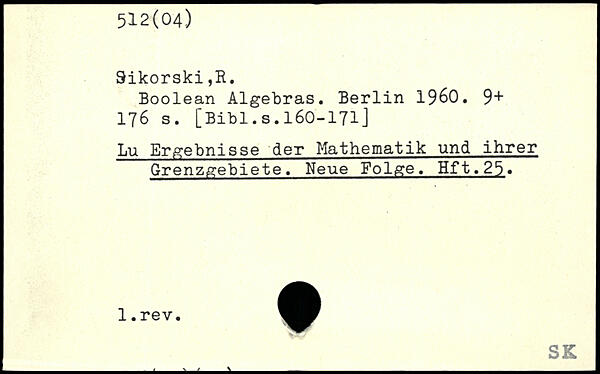 512(04)
Sikorski,R.
Boolean Algebras. Berlin 1960. 9+
176 s. [Bibl.s.160-171]
Lu Ergebnisse der Mathematik und ihrer
Grenzgebiete. Neue Folge. Hft.25.
1.rev.
SK